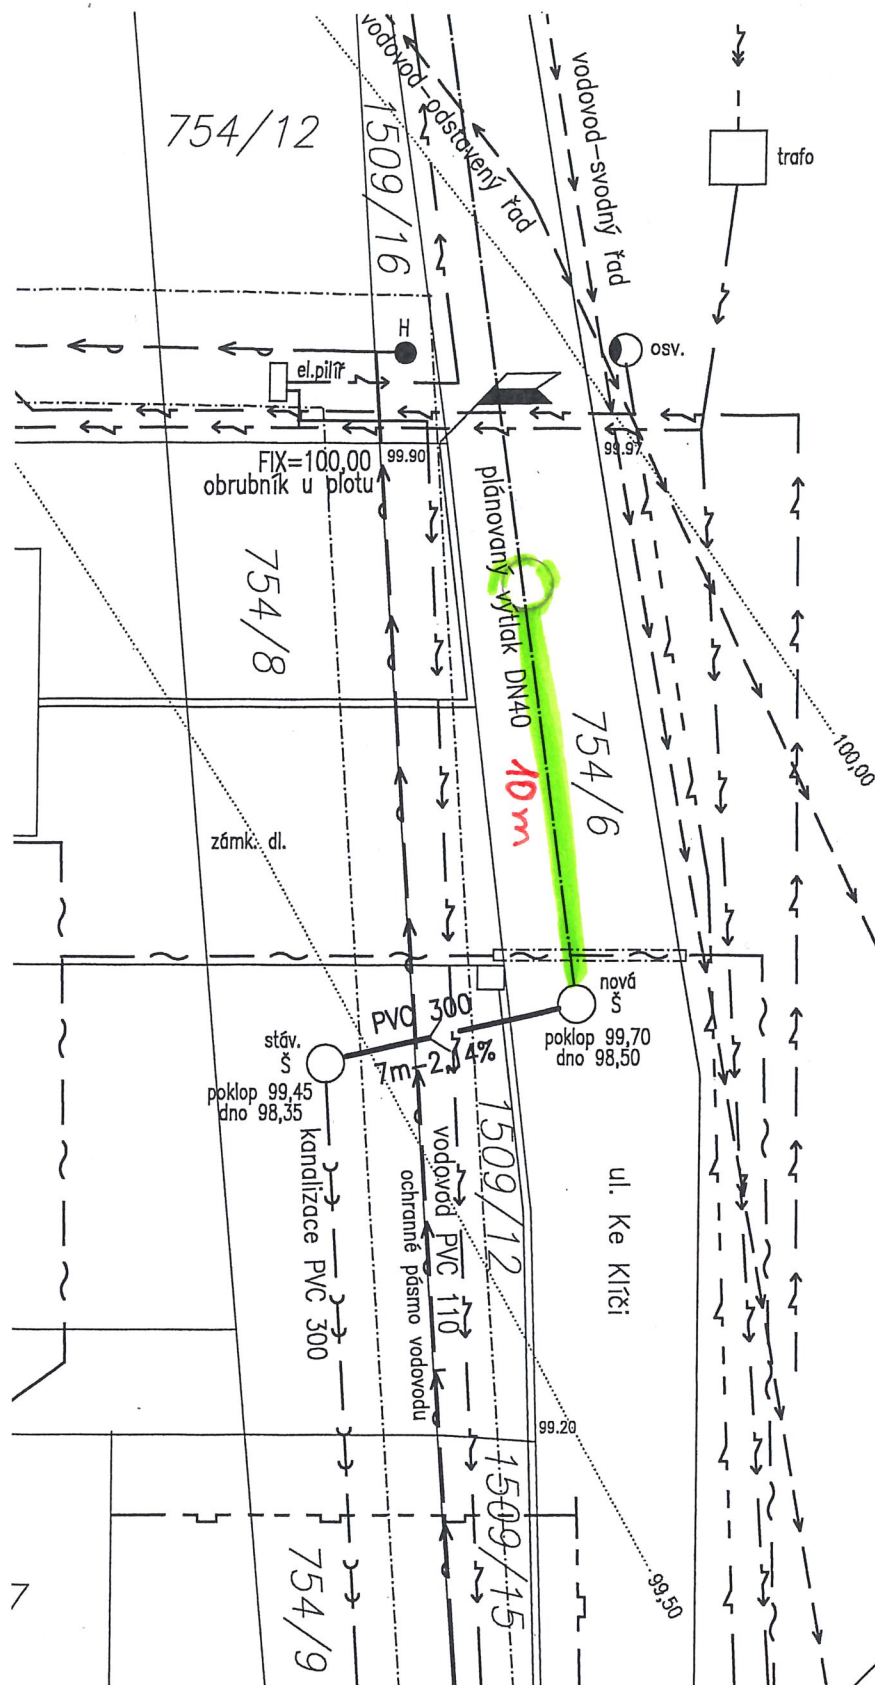 vodovod-odstavený řad
vodovod-svodný řad
754/12
1509/16
trafo
H
osv.
el.pilíř
FIX=100,00
obrubník u plotu
99.90
99.97
plánovaný výtlak DN40
754/8
754/6
10m
100,00
zámk. dl.
nová
Š
poklop 99,70
dno 98,50
PVC 300
7m-2,14%
stáv.
Š
poklop 99,45
dno 98,35
kanalizace PVC 300
ochranné pásmo vodovodu
vodovod PVC 110
1509/12
ul. Ke Klíči
99.20
1509/15
754/9
99,50
7